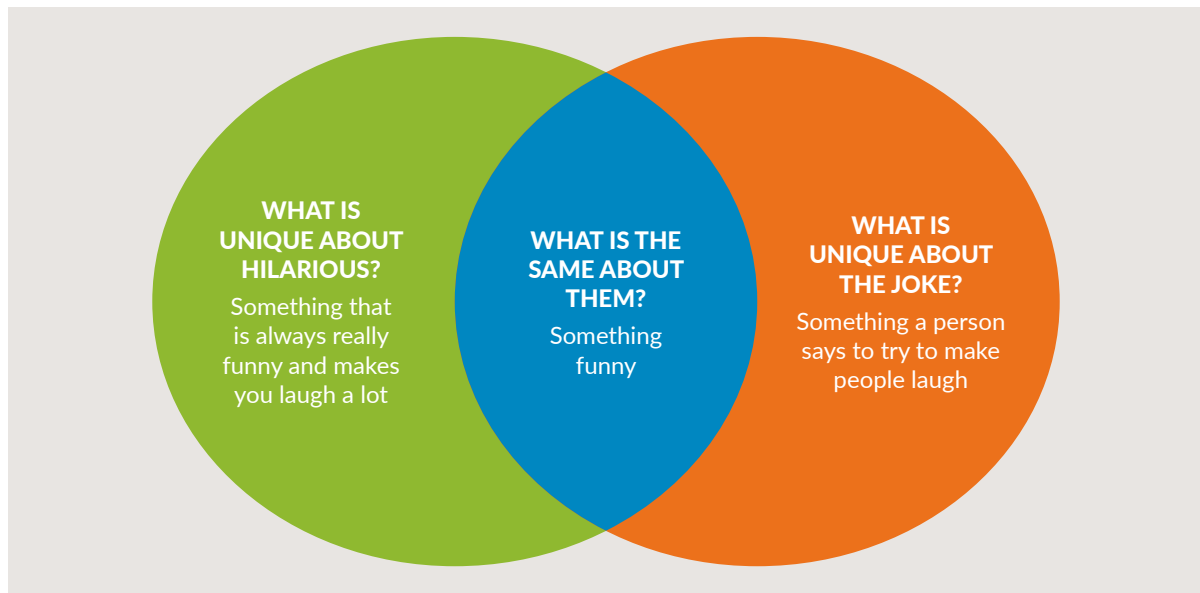 WHAT IS
UNIQUE ABOUT
HILARIOUS?
Something that
is always really
funny and makes
you laugh a lot
WHAT IS THE
SAME ABOUT
THEM?
Something
funny
WHAT IS
UNIQUE ABOUT
THE JOKE?
Something a person
says to try to make
people laugh